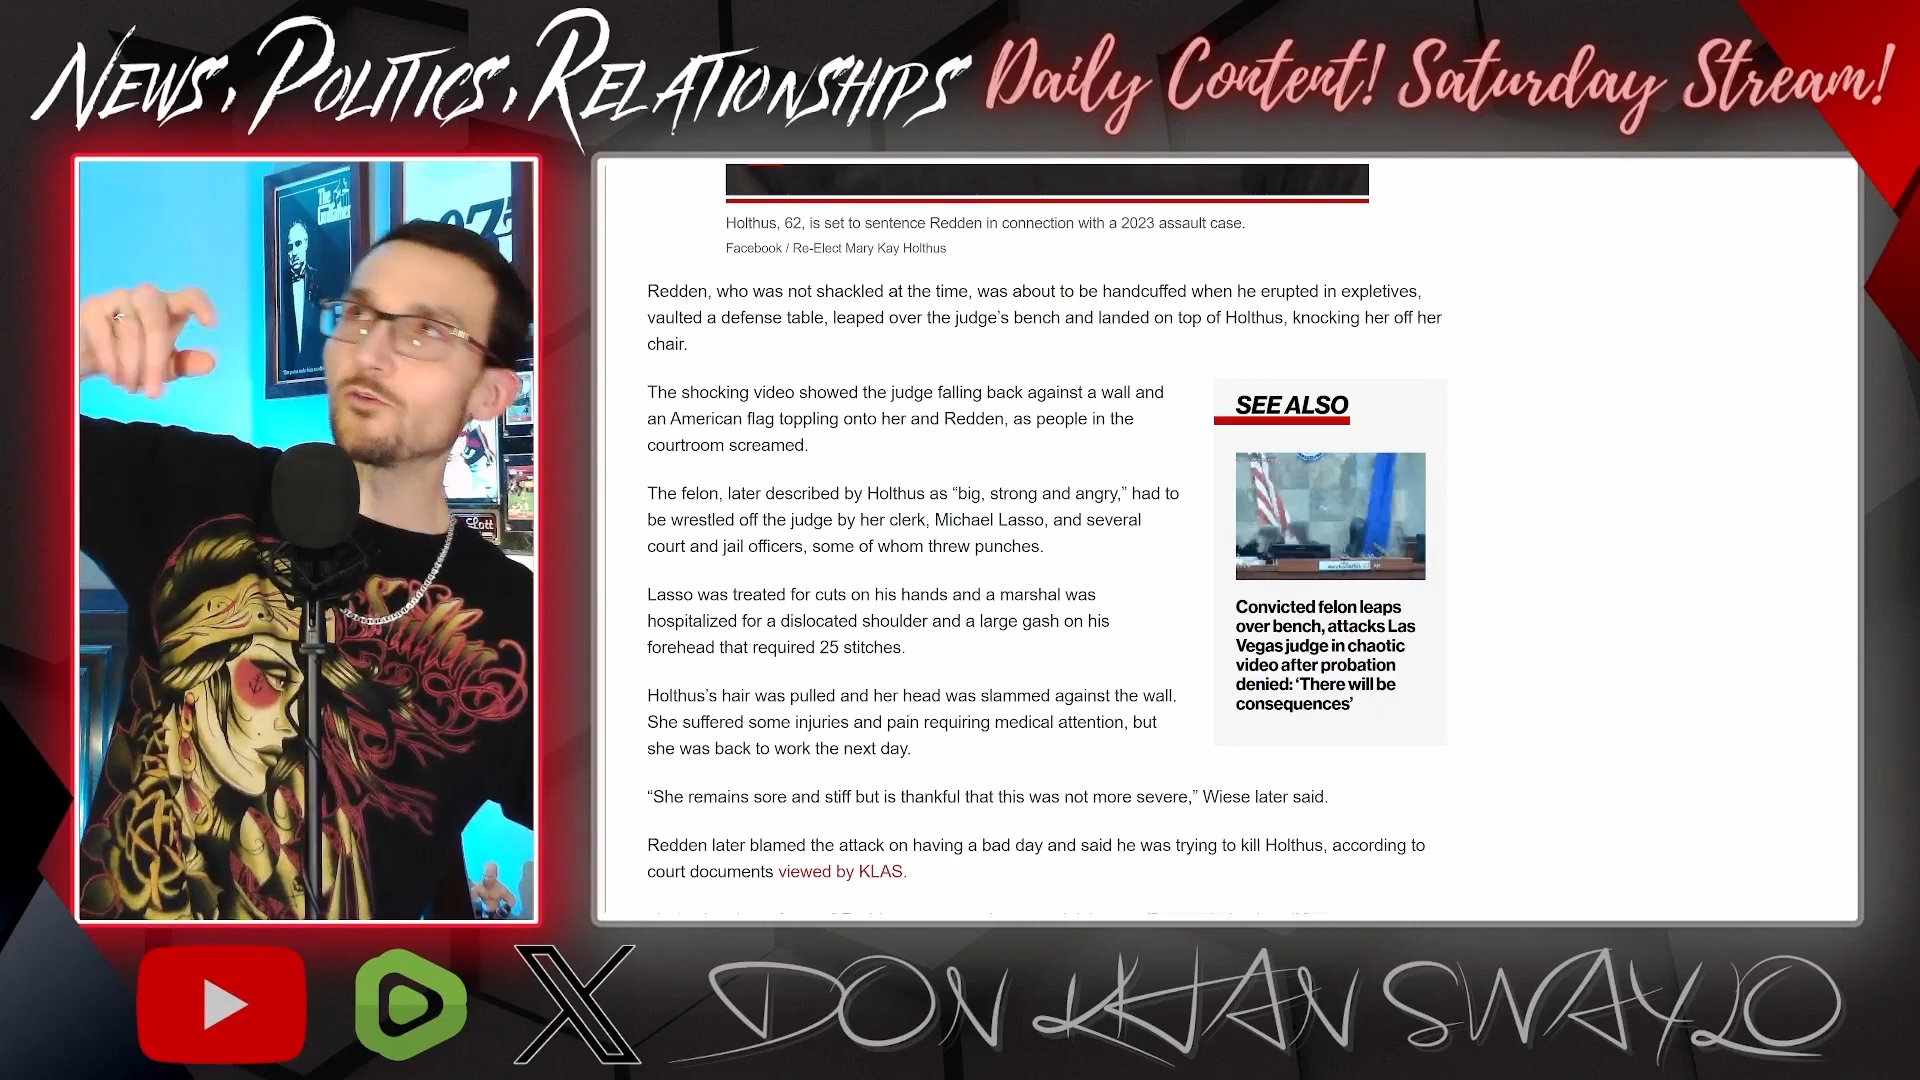 NEWS, POLITICS, RELATIONSHIPS Daily Content! Saturday Stream!
The
Godfather
007
Lott
Holthus, 62, is set to sentence Redden in connection with a 2023 assault case.
Facebook / Re-Elect Mary Kay Holthus
Redden, who was not shackled at the time, was about to be handcuffed when he erupted in expletives,
vaulted a defense table, leaped over the judge’s bench and landed on top of Holthus, knocking her off her
chair.
The shocking video showed the judge falling back against a wall and
an American flag toppling onto her and Redden, as people in the
courtroom screamed.
The felon, later described by Holthus as “big, strong and angry,” had to
be wrestled off the judge by her clerk, Michael Lasso, and several
court and jail officers, some of whom threw punches.
Lasso was treated for cuts on his hands and a marshal was
hospitalized for a dislocated shoulder and a large gash on his
forehead that required 25 stitches.
Holthus’s hair was pulled and her head was slammed against the wall.
She suffered some injuries and pain requiring medical attention, but
she was back to work the next day.
“She remains sore and stiff but is thankful that this was not more severe,” Wiese later said.
Redden later blamed the attack on having a bad day and said he was trying to kill Holthus, according to
court documents viewed by KLAS.
SEE ALSO
Convicted felon leaps
over bench, attacks Las
Vegas judge in chaotic
video after probation
denied: ‘There will be
consequences’
DON KHAN SWAYLO